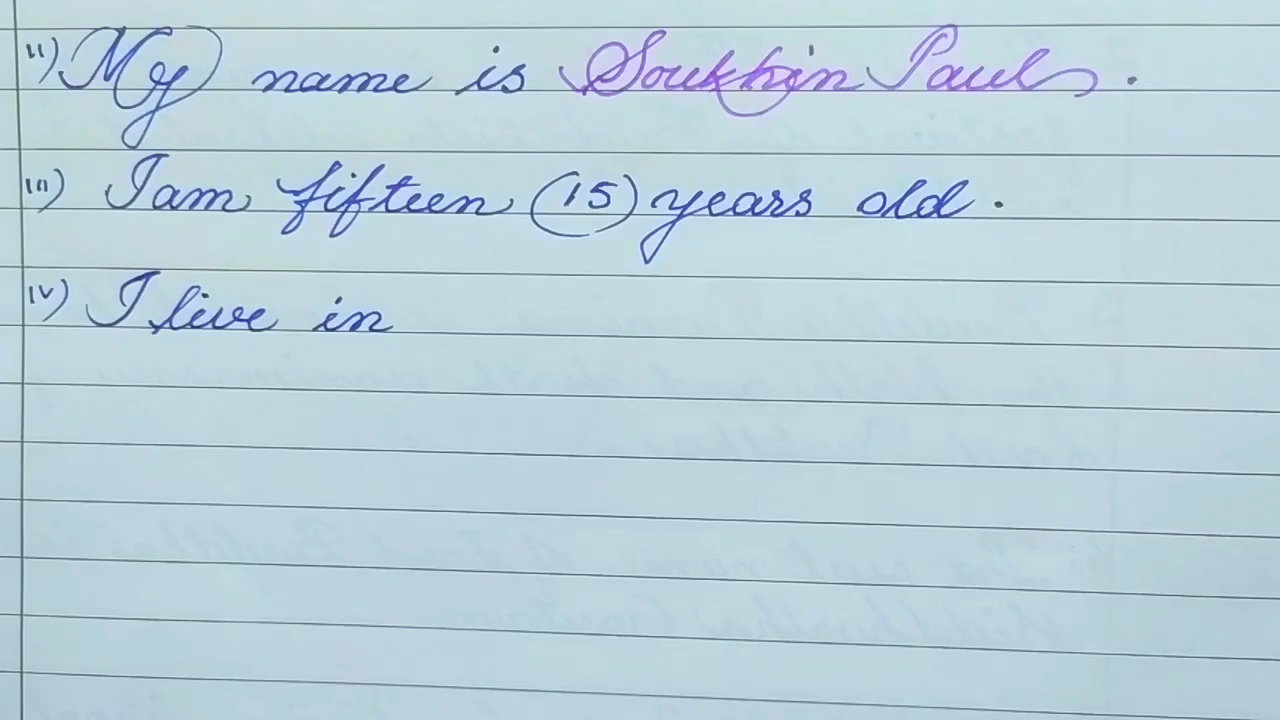 ii) My name is Soukhin Paul .
iii) I am fifteen (15) years old .
iv) I live in